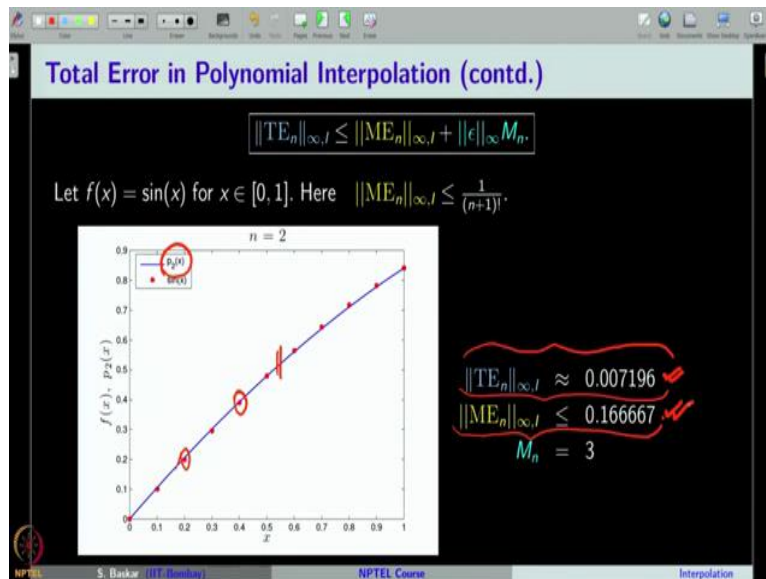 Total Error in Polynomial Interpolation (contd.)
||TEₙ||∞,I ≤ ||MEₙ||∞,I + ||ϵ||∞ Mₙ.
Let f(x) = sin(x) for x ∈ [0, 1]. Here ||MEₙ||∞,I ≤ 1/(n+1)!.
n = 2
p₂(x)
sin(x)
0.9
0.8
0.7
0.6
0.5
0.4
0.3
0.2
0.1
0
f(x), p₂(x)
0 0.1 0.2 0.3 0.4 0.5 0.6 0.7 0.8 0.9 1
x
||TEₙ||∞,I ≈ 0.007196
||MEₙ||∞,I ≤ 0.166667
Mₙ = 3
NPTEL
S. Baskar (IIT-Bombay) NPTEL Course Interpolation